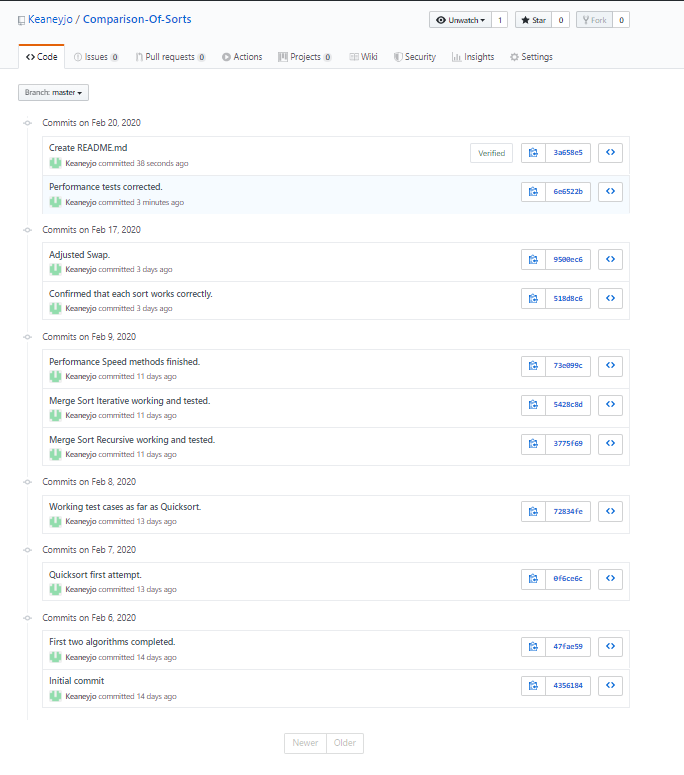 Keaneyjo / Comparison-Of-Sorts
Unwatch 1 Star 0 Fork 0
Code Issues 0 Pull requests 0 Actions Projects 0 Wiki Security Insights Settings
Branch: master
Commits on Feb 20, 2020
Create README.md
Keaneyjo committed 38 seconds ago
Verified 3a658e5
Performance tests corrected.
Keaneyjo committed 3 minutes ago
6e6522b
Commits on Feb 17, 2020
Adjusted Swap.
Keaneyjo committed 3 days ago
9500ec6
Confirmed that each sort works correctly.
Keaneyjo committed 3 days ago
518d8c6
Commits on Feb 9, 2020
Performance Speed methods finished.
Keaneyjo committed 11 days ago
73e099c
Merge Sort Iterative working and tested.
Keaneyjo committed 11 days ago
5428c8d
Merge Sort Recursive working and tested.
Keaneyjo committed 11 days ago
3775f69
Commits on Feb 8, 2020
Working test cases as far as Quicksort.
Keaneyjo committed 13 days ago
72834fe
Commits on Feb 7, 2020
Quicksort first attempt.
Keaneyjo committed 13 days ago
0f6ce6c
Commits on Feb 6, 2020
First two algorithms completed.
Keaneyjo committed 14 days ago
47fae59
Initial commit
Keaneyjo committed 14 days ago
4356184
Newer Older